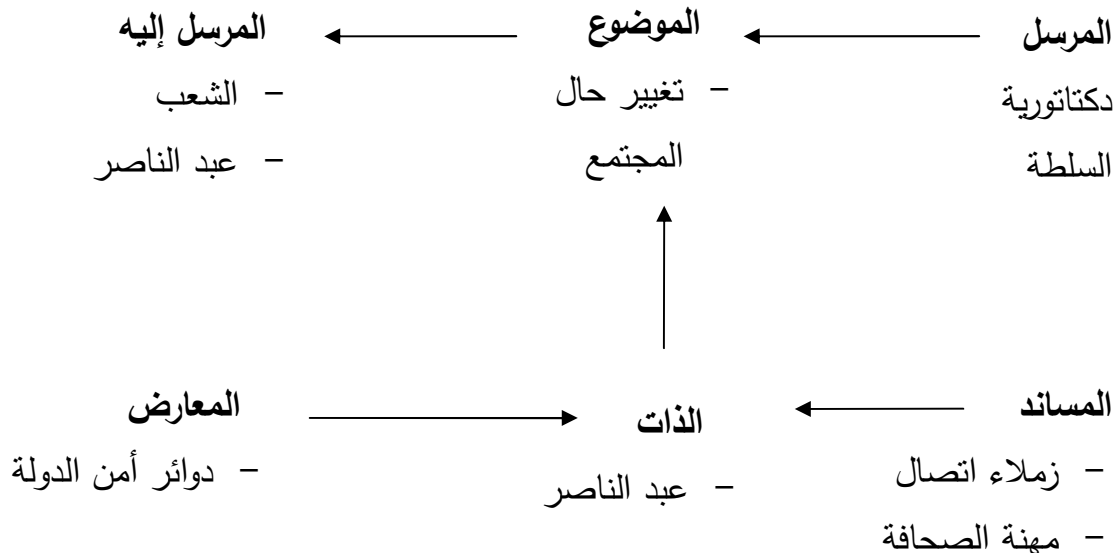 المرسل
دكتاتورية
السلطة
الموضوع
- تغيير حال
المجتمع
المرسل إليه
- الشعب
- عبد الناصر
المساند
- زملاء اتصال
- مهنة الصحافة
الذات
- عبد الناصر
المعارض
- دوائر أمن الدولة